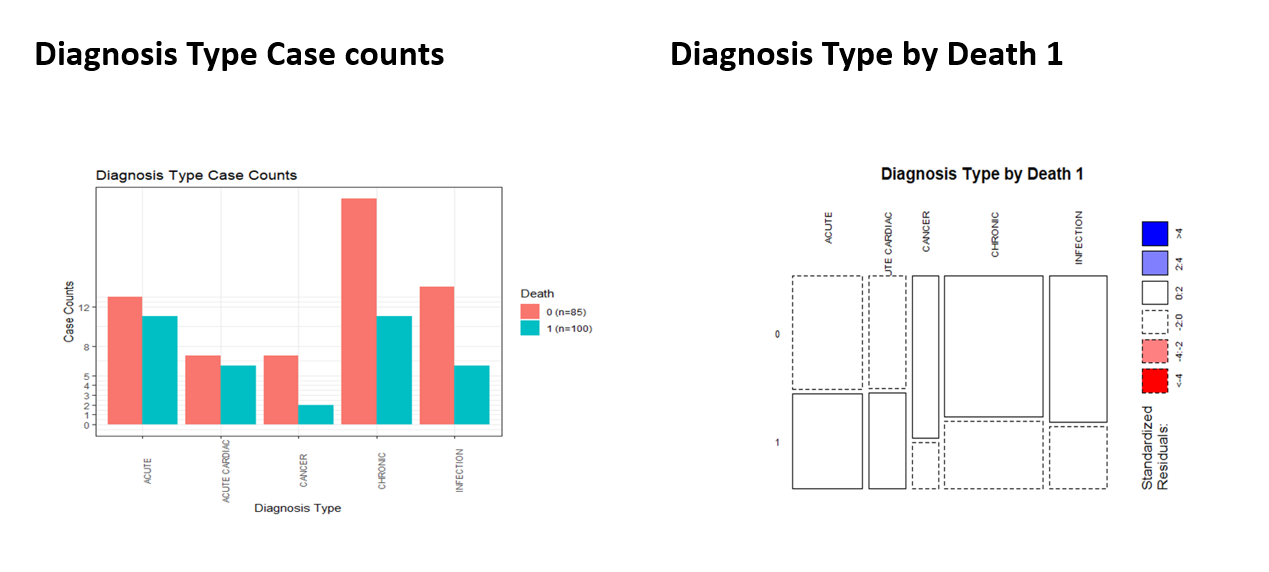 Diagnosis Type Case counts
Diagnosis Type by Death 1
Diagnosis Type Case Counts
Case Counts
12
8
5
4
3
2
1
0
ACUTE
ACUTE CARDIAC
CANCER
CHRONIC
INFECTION
Diagnosis Type
Death
0 (n=85)
1 (n=100)
Diagnosis Type by Death 1
ACUTE
UTE CARDIAC
CANCER
CHRONIC
INFECTION
0
1
>4
2:4
0:2
-2:0
-4:-2
<-4
Standardized
Residuals: